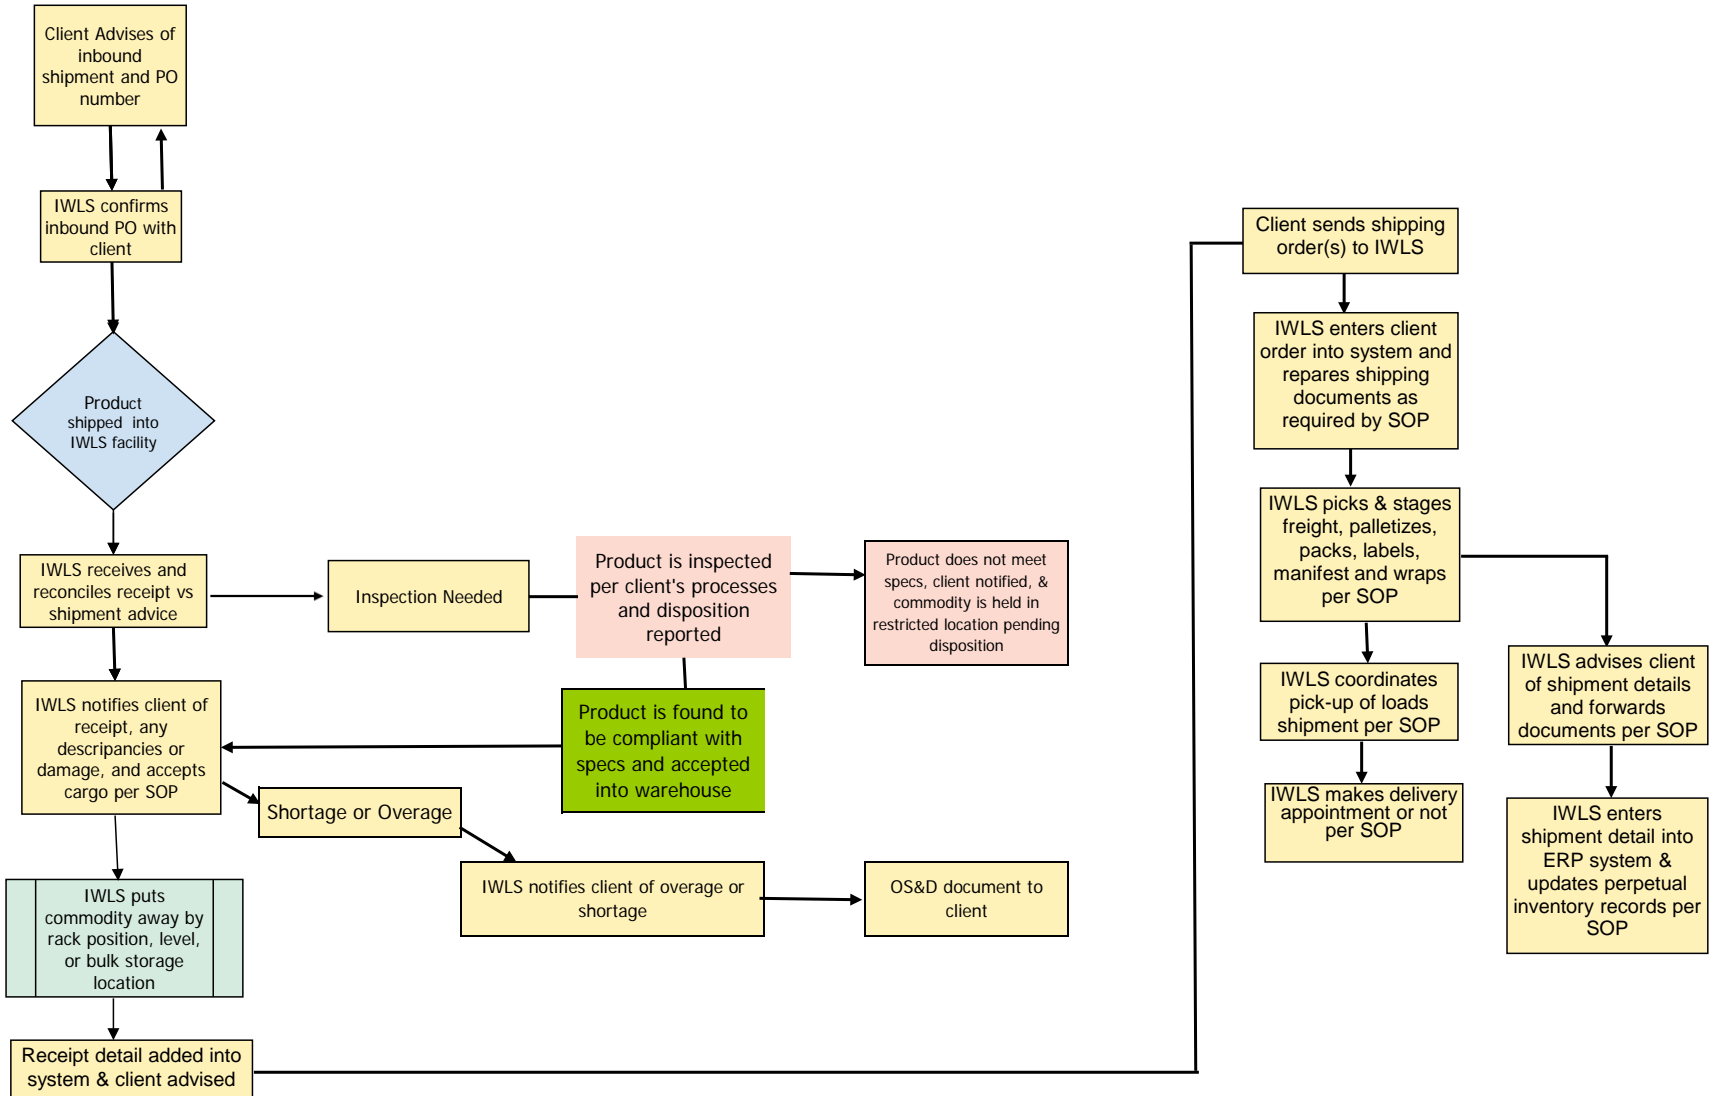 Client Advises of
inbound
shipment and PO
number
IWLS confirms
inbound PO with
client
Product
shipped into
IWLS facility
IWLS receives and
reconciles receipt vs
shipment advice
Inspection Needed
Product is inspected
per client's processes
and disposition
reported
Product does not meet
specs, client notified, &
commodity is held in
restricted location pending
disposition
IWLS notifies client of
receipt, any
descripancies or
damage, and accepts
cargo per SOP
Product is found to
be compliant with
specs and accepted
into warehouse
Shortage or Overage
IWLS notifies client of overage or
shortage
OS&D document to
client
IWLS puts
commodity away by
rack position, level,
or bulk storage
location
Receipt detail added into
system & client advised
Client sends shipping
order(s) to IWLS
IWLS enters client
order into system and
repares shipping
documents as
required by SOP
IWLS picks & stages
freight, palletizes,
packs, labels,
manifest and wraps
per SOP
IWLS coordinates
pick-up of loads
shipment per SOP
IWLS makes delivery
appointment or not
per SOP
IWLS advises client
of shipment details
and forwards
documents per SOP
IWLS enters
shipment detail into
ERP system &
updates perpetual
inventory records per
SOP